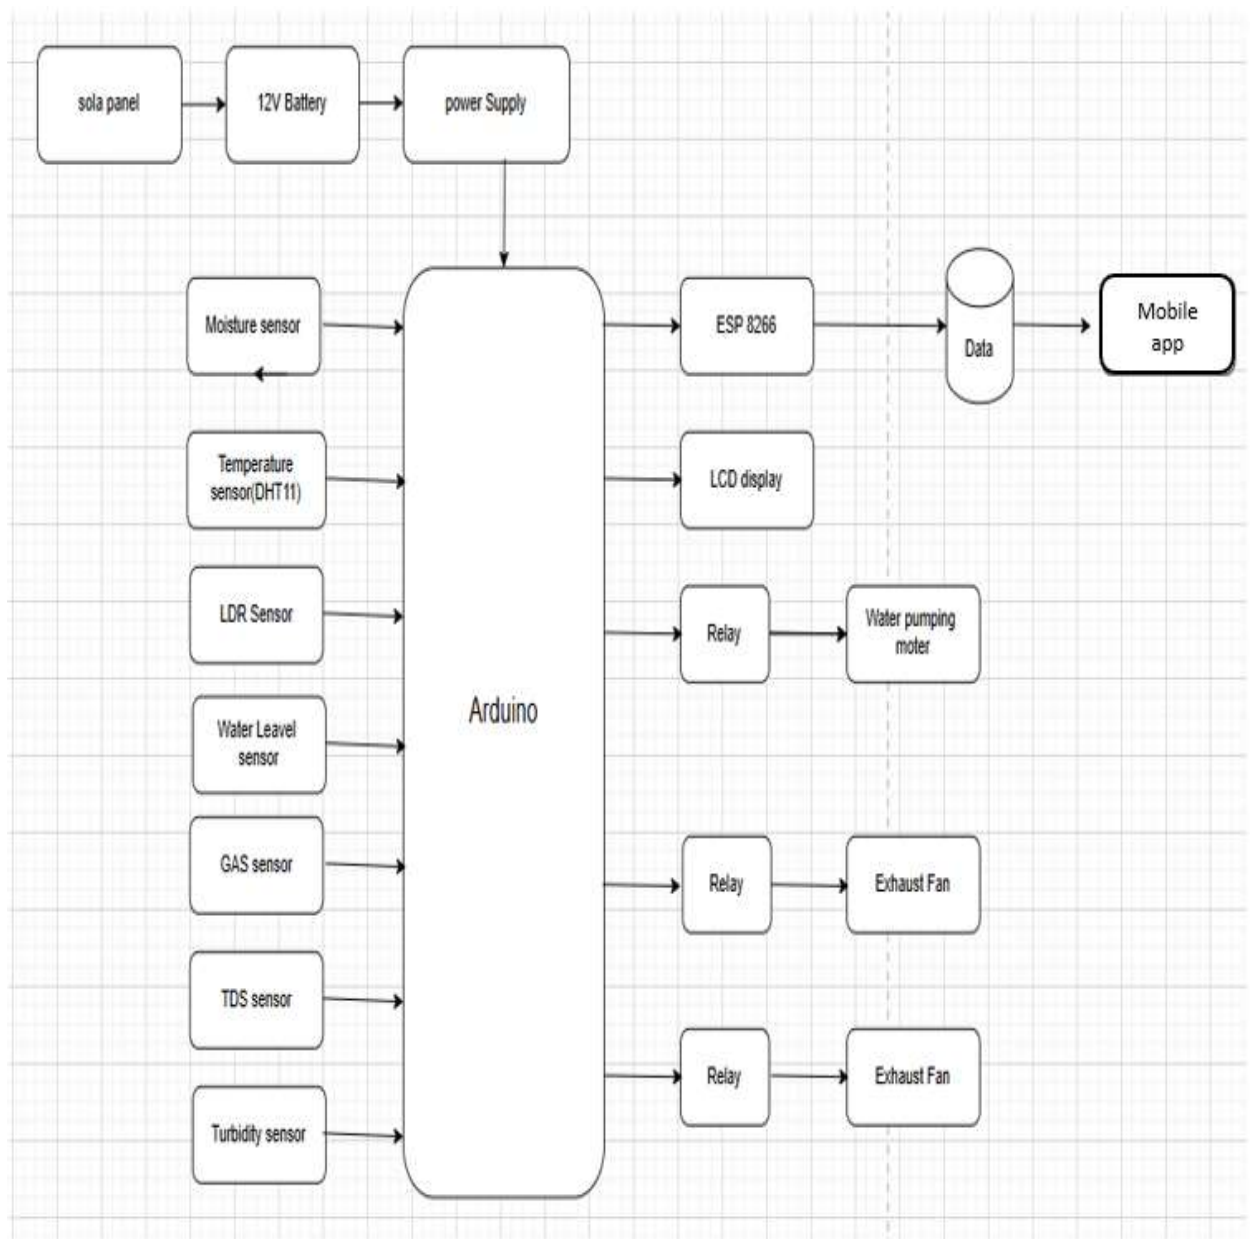 sola panel
12V Battery
power Supply
Moisture sensor
ESP 8266
Data
Mobile
app
Temperature
sensor(DHT11)
LCD display
LDR Sensor
Relay
Water pumping
moter
Water Leavel
sensor
Arduino
GAS sensor
Relay
Exhaust Fan
TDS sensor
Relay
Exhaust Fan
Turbidity sensor